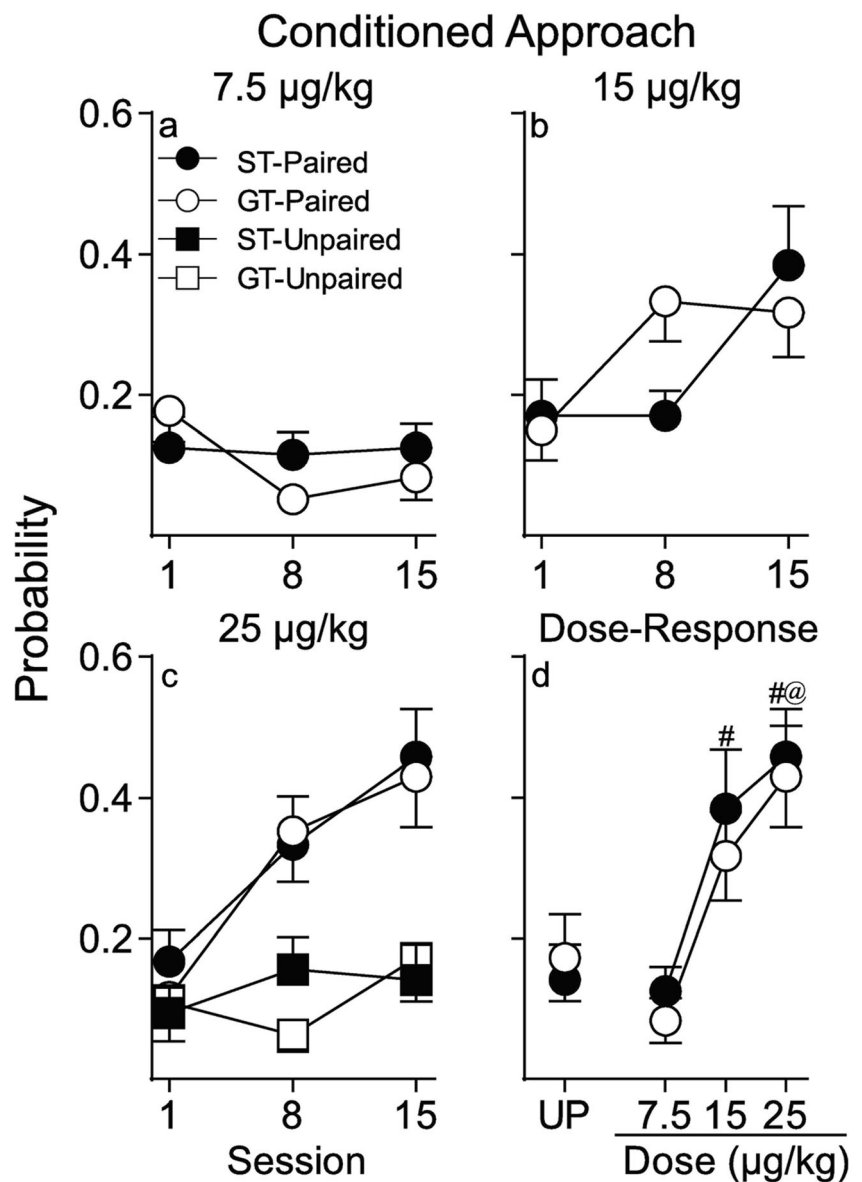 Conditioned Approach
7.5 µg/kg
15 µg/kg
0.6
a
b
ST-Paired
GT-Paired
ST-Unpaired
GT-Unpaired
0.4
0.2
1 8 15
1 8 15
Probability
25 µg/kg
Dose-Response
0.6
c
d
#@
#
0.4
0.2
1 8 15
UP 7.5 15 25
Session
Dose (µg/kg)